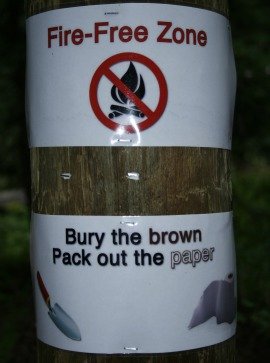 Fire-Free Zone
Bury the brown
Pack out the paper